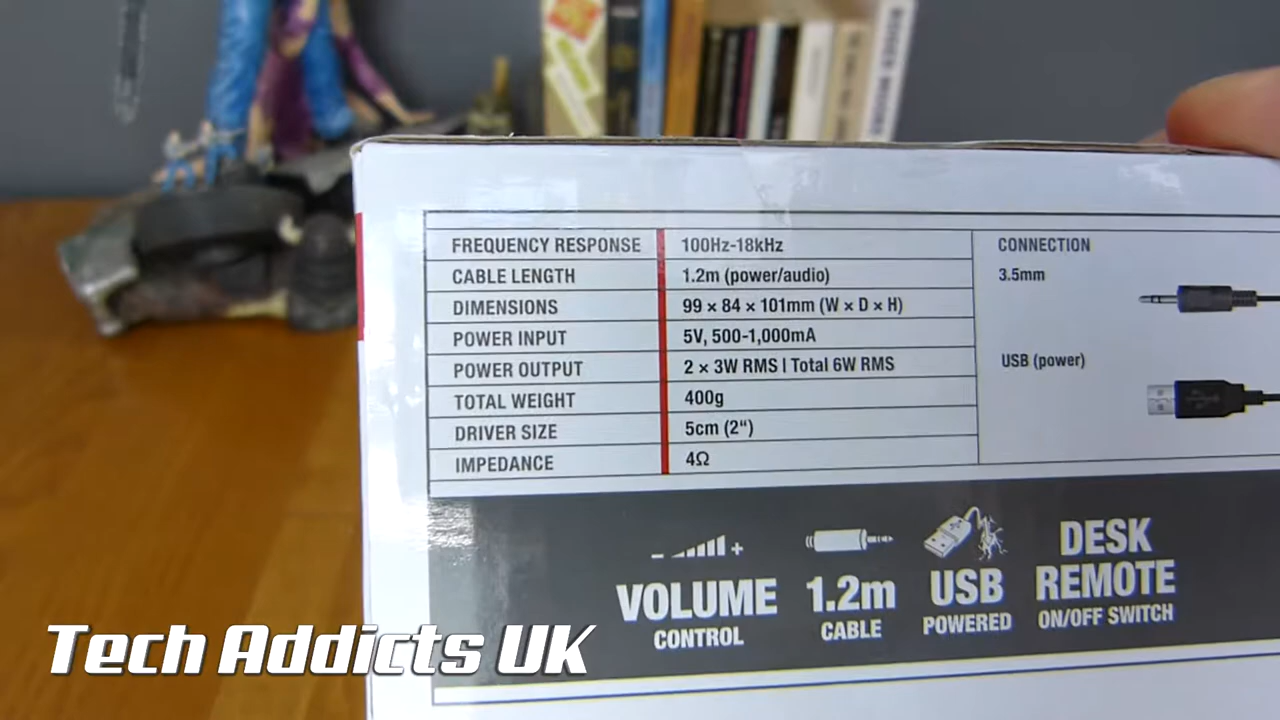 FREQUENCY RESPONSE 100Hz-18kHz
CABLE LENGTH 1.2m (power/audio)
DIMENSIONS 99 × 84 × 101mm (W × D × H)
POWER INPUT 5V, 500-1,000mA
POWER OUTPUT 2 × 3W RMS | Total 6W RMS
TOTAL WEIGHT 400g
DRIVER SIZE 5cm (2“)
IMPEDANCE 4Ω
CONNECTION
3.5mm
USB (power)
- +
VOLUME
CONTROL
1.2m
CABLE
USB
POWERED
DESK
REMOTE
ON/OFF SWITCH
Tech Addicts UK